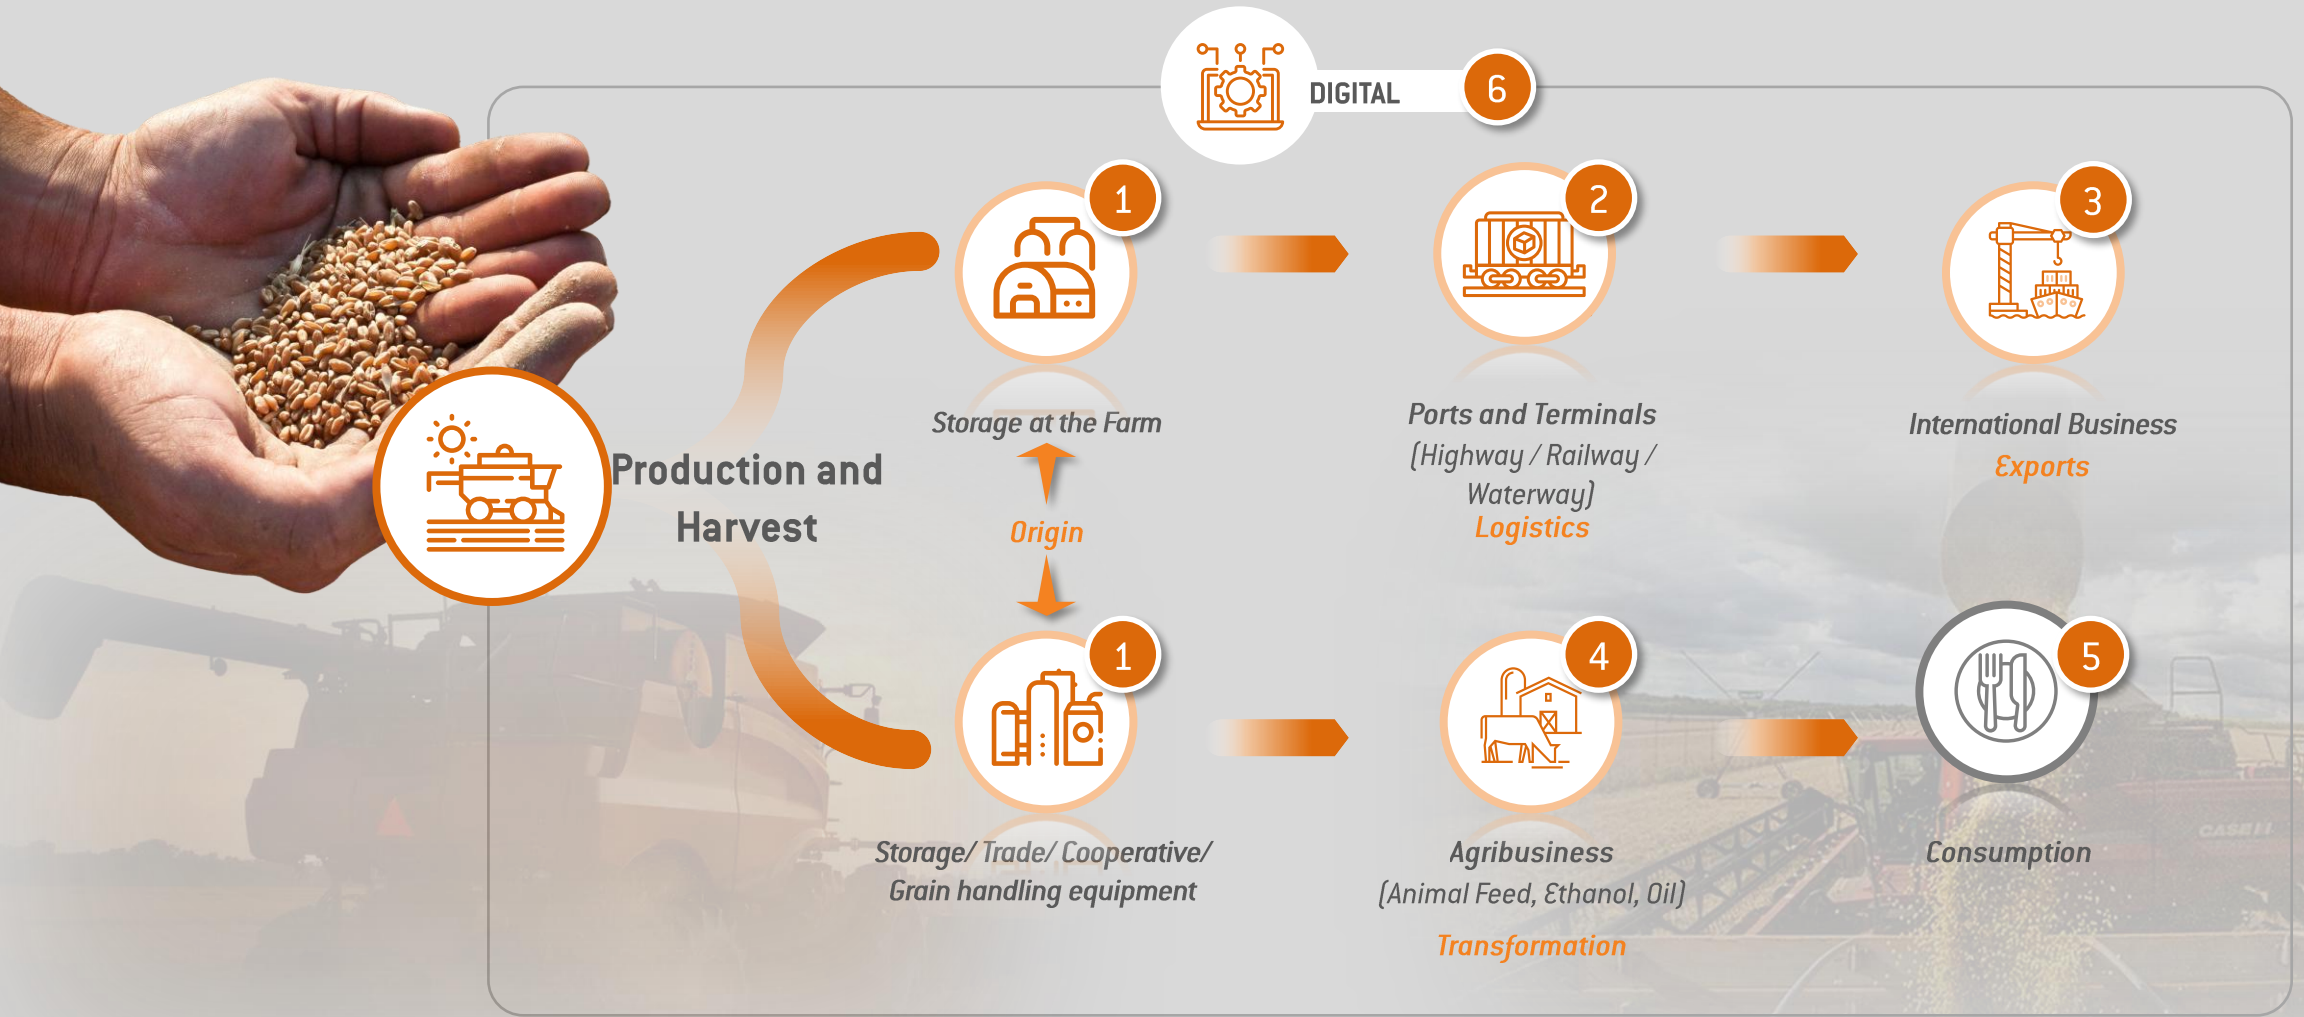 DIGITAL
6
1
2
3
Storage at the Farm
Ports and Terminals
(Highway / Railway /
Waterway)
Logistics
International Business
Exports
Production and
Harvest
Origin
1
4
5
Storage/ Trade/ Cooperative/
Grain handling equipment
Agribusiness
(Animal Feed, Ethanol, Oil)
Transformation
Consumption
CASE II